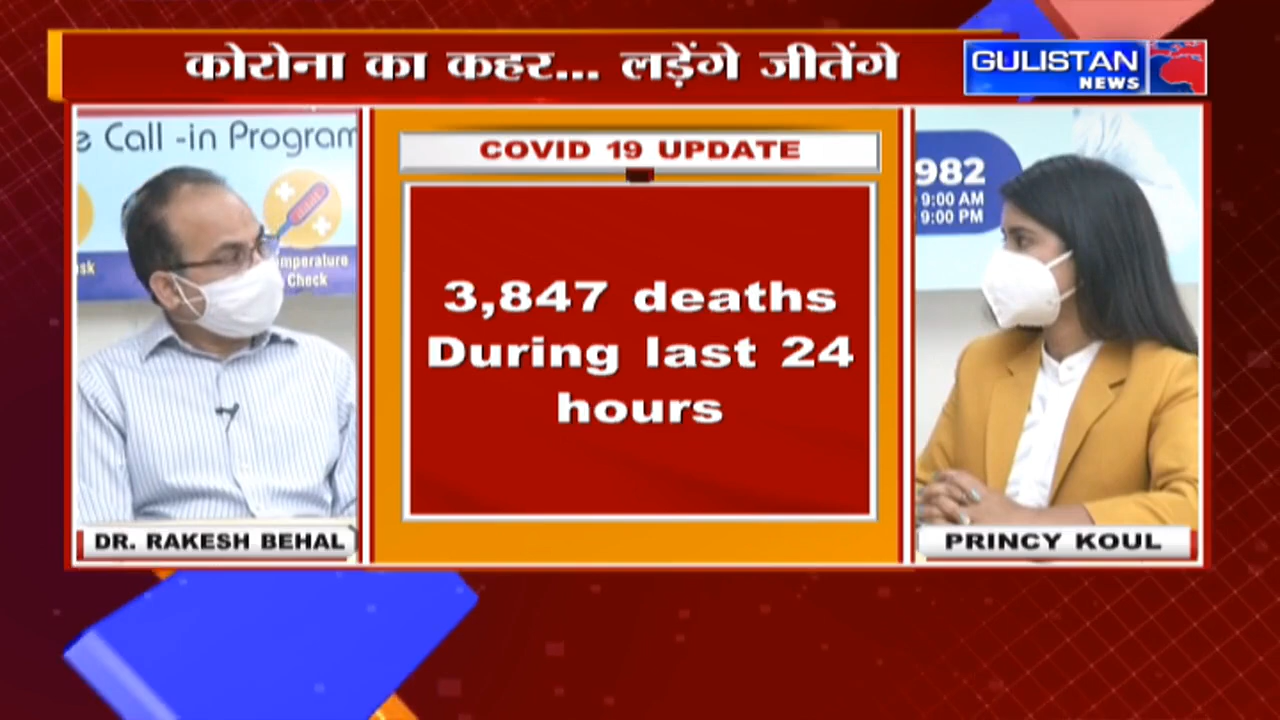 कोरोना का कहर... लड़ेंगे जीतेंगे
GULISTAN
NEWS
Call -in Program
Check
COVID 19 UPDATE
3,847 deaths
During last 24
hours
982
9:00 AM
9:00 PM
DR. RAKESH BEHAL
PRINCY KOUL